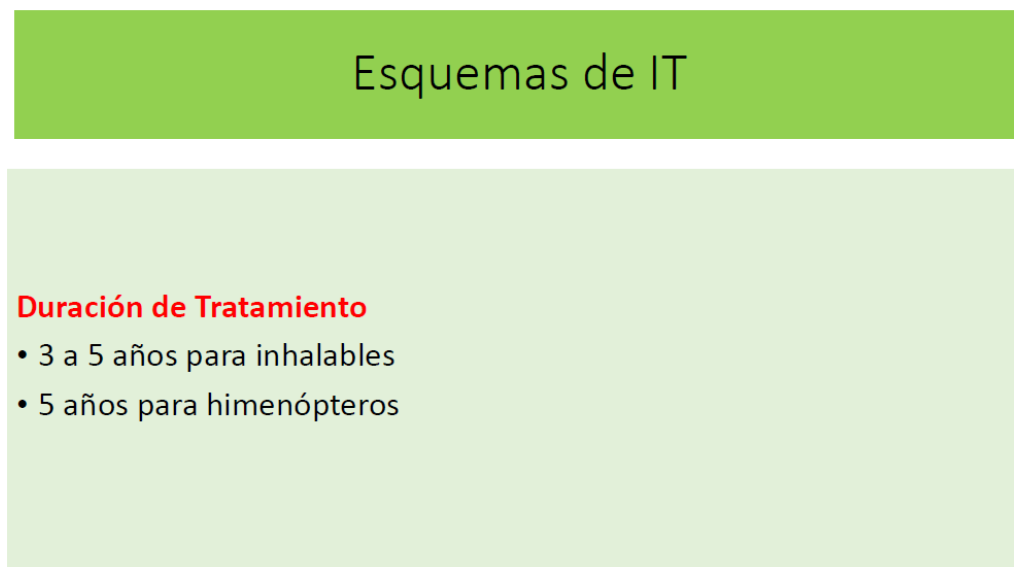 Esquemas de IT
Duración de Tratamiento
• 3 a 5 años para inhalables
• 5 años para himenópteros